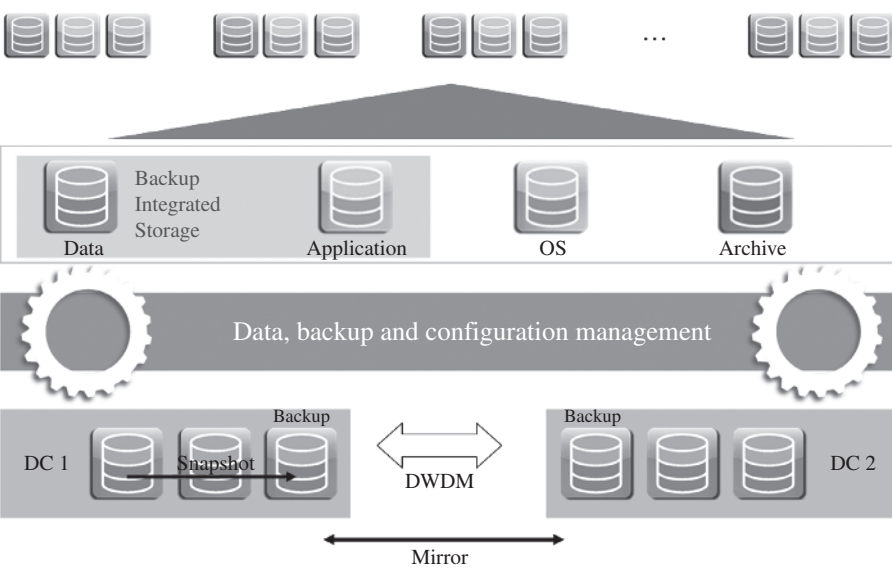 ...
Backup
Integrated
Storage
Data
Application
OS
Archive
Data, backup and configuration management
Backup
Backup
DC 1
Snapshot
DC 2
DWDM
Mirror